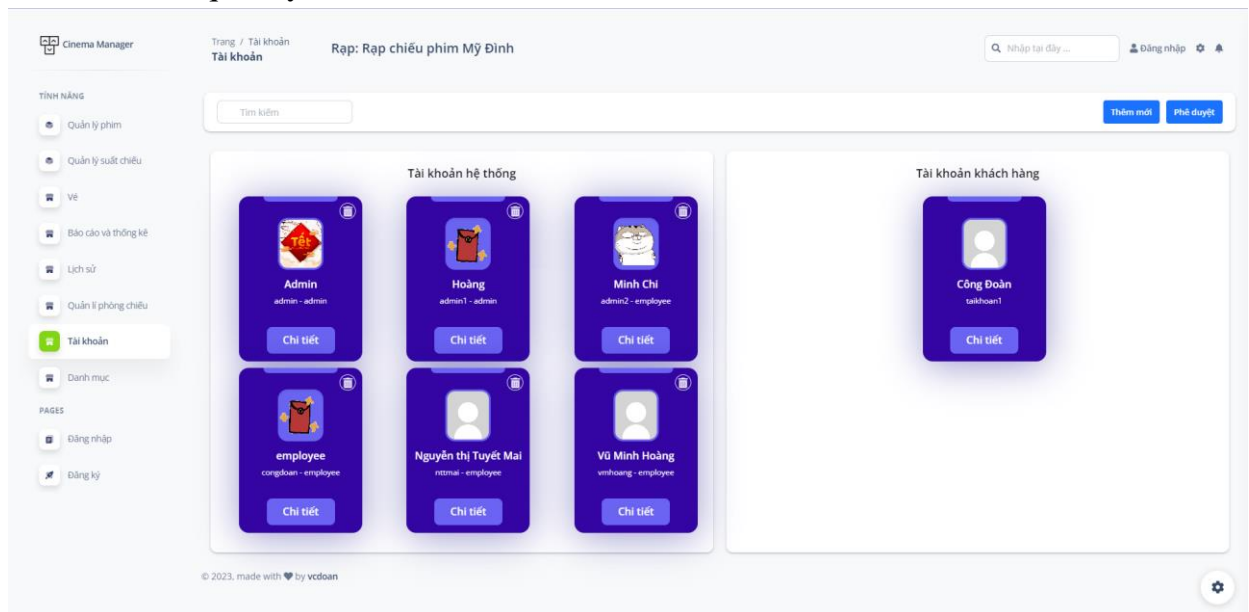 Cinema Manager
Trang / Tài khoản
Tài khoản
Rạp: Rạp chiếu phim Mỹ Đình
Nhập tại đây ...
Đăng nhập
TÍNH NĂNG
Quản lý phim
Quản lý suất chiếu
Vé
Báo cáo và thống kê
Lịch sử
Quản lí phòng chiếu
Tài khoản
Danh mục
PAGES
Đăng nhập
Đăng ký
Tìm kiếm
Thêm mới
Phê duyệt
Tài khoản hệ thống
Tết
Admin
admin - admin
Chi tiết
Hoàng
admin1 - admin
Chi tiết
Minh Chi
admin2 - employee
Chi tiết
employee
congdoan - employee
Chi tiết
Nguyễn thị Tuyết Mai
nttmai - employee
Chi tiết
Vũ Minh Hoàng
vmhoang - employee
Chi tiết
Tài khoản khách hàng
Công Đoàn
taikhoan1
Chi tiết
© 2023, made with ♥ by vcdoan